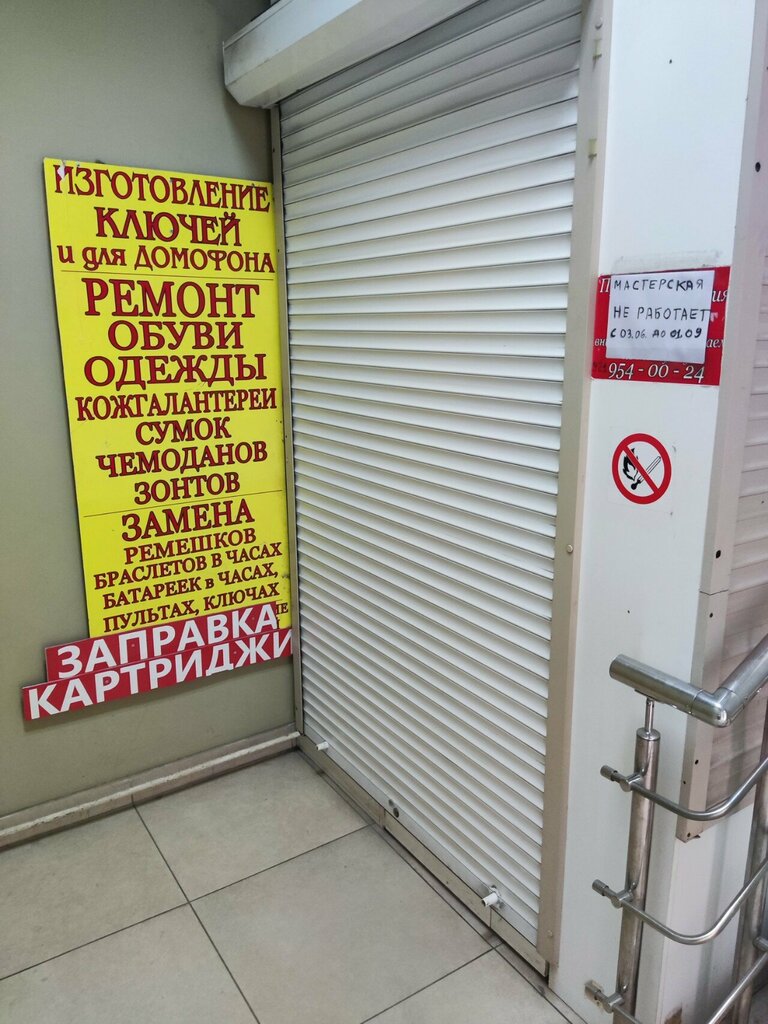 ИЗГОТОВЛЕНИЕ
КЛЮЧЕЙ
и для ДОМОФОНА
РЕМОНТ
ОБУВИ
ОДЕЖДЫ
КОЖГАЛАНТЕРЕИ
СУМОК
ЧЕМОДАНОВ
ЗОНТОВ
ЗАМЕНА
РЕМЕШКОВ
БРАСЛЕТОВ В ЧАСАХ
БАТАРЕЕК в ЧАСАХ,
ПУЛЬТАХ, КЛЮЧАХ
ЗАПРАВКА
КАРТРИДЖИ
МАСТЕРСКАЯ
НЕ РАБОТАЕТ
С 03.06. ДО 01.09
954-00-24